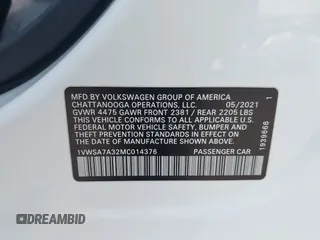 MFD BY VOLKSWAGEN GROUP OF AMERICA
CHATTANOOGA OPERATIONS, LLC. 05/2021
GVWR 4475 GAWR FRONT 2381 / REAR 2205 LBS
THIS VEHICLE CONFORMS TO ALL APPLICABLE
FEDERAL MOTOR VEHICLE SAFETY, BUMPER,
AND THEFT PREVENTION STANDARDS IN EFFECT
ON THE DATE OF MANUFACTURE SHOWN ABOVE
1VWSA7A32MC014376 PASSENGER CAR
1939666 1
© DREAMBID